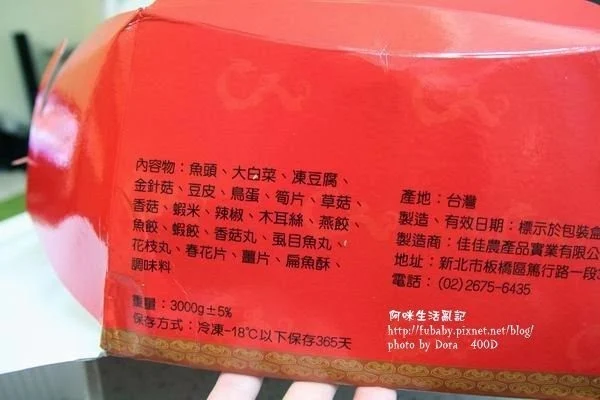 內容物：魚頭、大白菜、凍豆腐、
金針菇、豆皮、鳥蛋、筍片、草菇、
香菇、蝦米、辣椒、木耳絲、燕餃、
魚餃、蝦餃、香菇丸、虱目魚丸、
花枝丸、春花片、薑片、扁魚酥、
調味料
重量：3000g±5%
保存方式：冷凍-18℃以下保存365天
產地：台灣
製造、有效日期：標示於包裝盒
製造商：佳佳農產品實業有限公
地址：新北市板橋區篤行路一段3
電話：(02)2675-6435
阿咪生活亂記
http://fubaby.pixnet.net/blog/
photo by Dora 400D